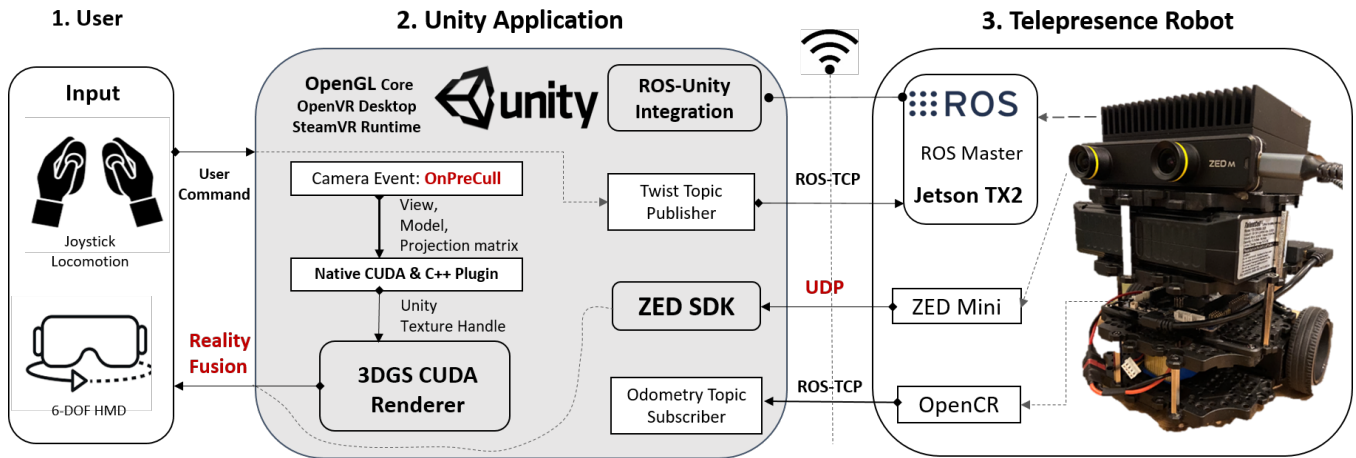 1. User
2. Unity Application
3. Telepresence Robot
Input
Joystick
Locomotion
6-DOF HMD
User
Command
Reality
Fusion
OpenGL Core
OpenVR Desktop
SteamVR Runtime
unity
ROS-Unity
Integration
Camera Event: OnPreCull
View,
Model,
Projection matrix
Native CUDA & C++ Plugin
Unity
Texture Handle
3DGS CUDA
Renderer
Twist Topic
Publisher
ZED SDK
Odometry Topic
Subscriber
ROS-TCP
UDP
ROS-TCP
ROS
ROS Master
Jetson TX2
ZED Mini
OpenCR
ZED M